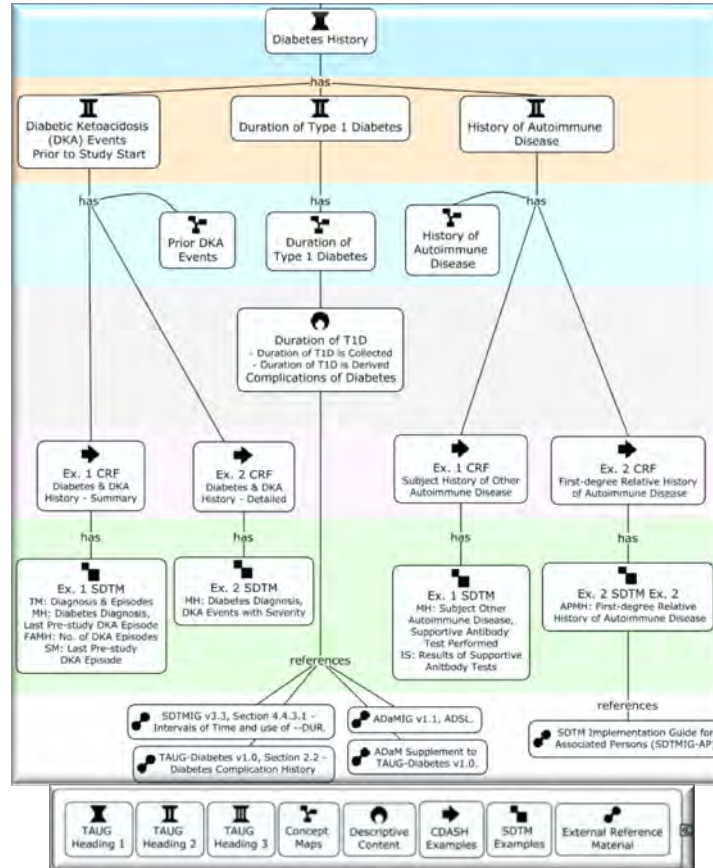 Diabetes History
has
Diabetic Ketoacidosis
(DKA) Events
Prior to Study Start
Duration of Type 1 Diabetes
History of Autoimmune
Disease
has
has
has
Prior DKA
Events
Duration of
Type 1 Diabetes
History of
Autoimmune
Disease
Duration of T1D
- Duration of T1D is Collected
- Duration of T1D is Derived
Complications of Diabetes
Ex. 1 CRF
Diabetes & DKA
History - Summary
Ex. 2 CRF
Diabetes & DKA
History - Detailed
Ex. 1 CRF
Subject History of Other
Autoimmune Disease
Ex. 2 CRF
First-degree Relative History
of Autoimmune Disease
has
has
has
has
Ex. 1 SDTM
TM: Diagnosis & Episodes
MH: Diabetes Diagnosis,
Last Pre-study DKA Episode
FAMH: No. of DKA Episodes
SM: Last Pre-study
DKA Episode
Ex. 2 SDTM
MH: Diabetes Diagnosis,
DKA Events with Severity
Ex. 1 SDTM
MH: Subject Other
Autoimmune Disease,
Supportive Antibody
Test Performed
IS: Results of Supportive
Anitbody Tests
Ex. 2 SDTM Ex. 2
APMH: First-degree Relative
History of Autoimmune Disease
references
references
SDTMIG v3.3, Section 4.4.3.1 -
Intervals of Time and use of --DUR.
ADaMIG v1.1, ADSL.
TAUG-Diabetes v1.0, Section 2.2 -
Diabetes Complication History
ADaM Supplement to
TAUG-Diabetes v1.0.
SDTM Implementation Guide for
Associated Persons (SDTMIG-AP)
TAUG
Heading 1
TAUG
Heading 2
TAUG
Heading 3
Concept
Maps
Descriptive
Content
CDASH
Examples
SDTM
Examples
External Reference
Material